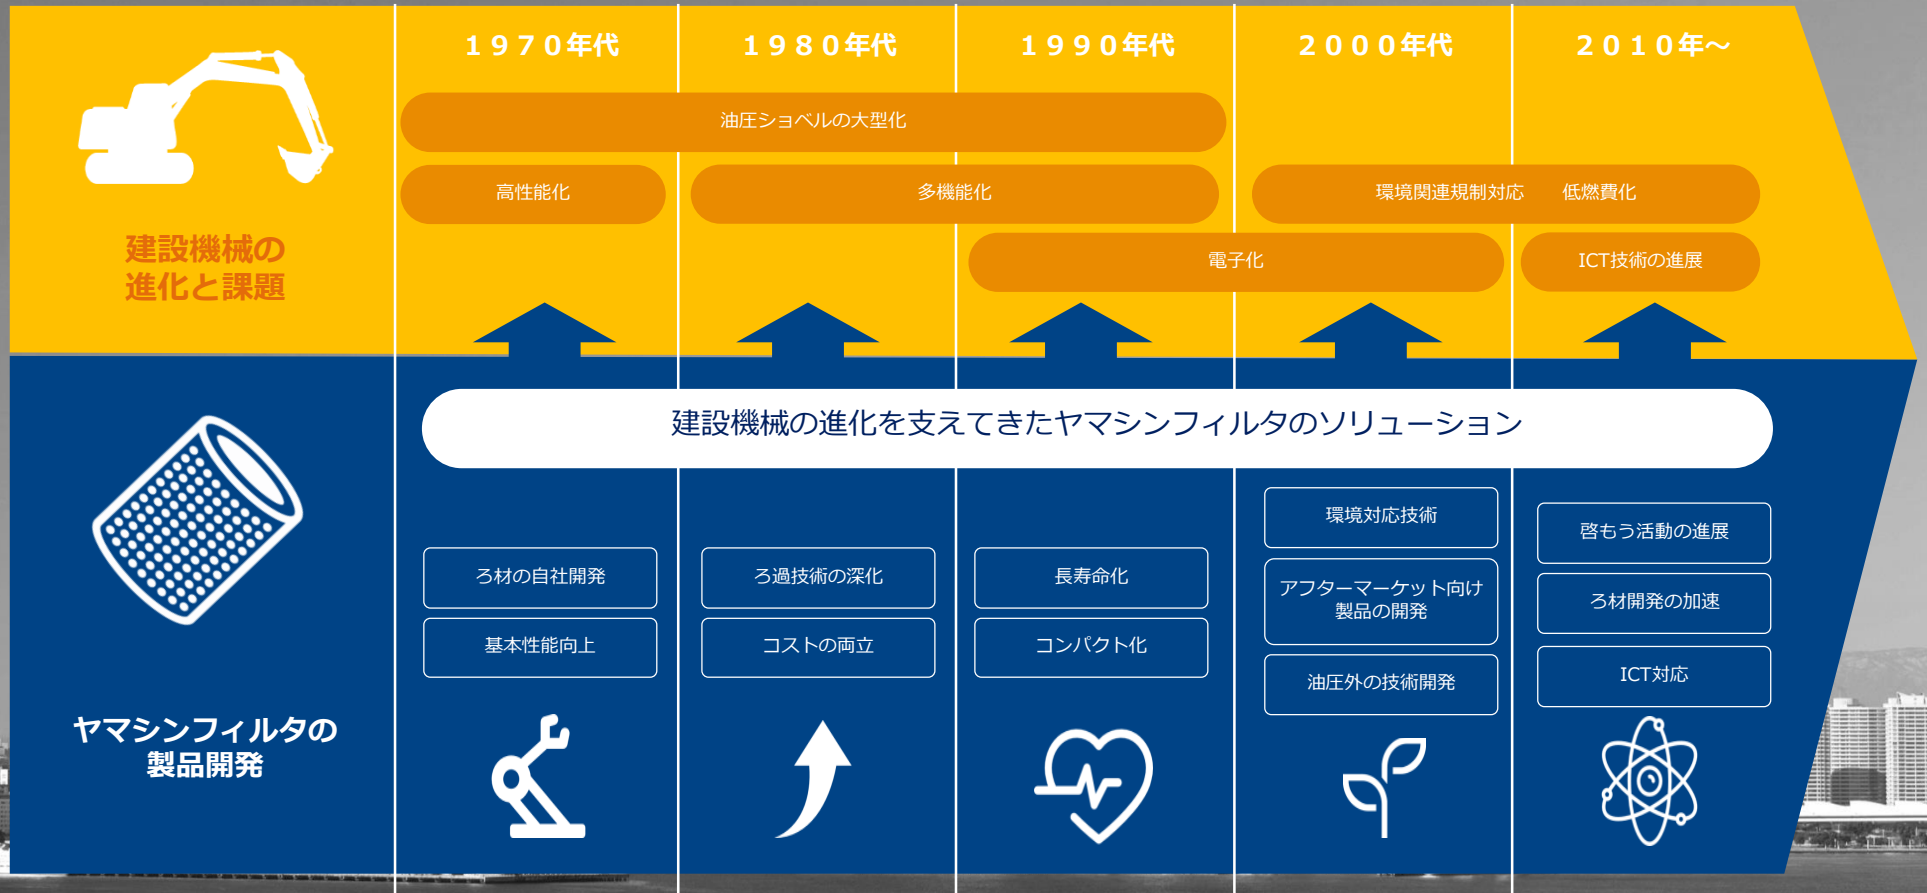 １９７０年代
１９８０年代
１９９０年代
２０００年代
２０１０年～
油圧ショベルの大型化
高性能化
多機能化
環境関連規制対応　低燃費化
電子化
ICT技術の進展
建設機械の
進化と課題
建設機械の進化を支えてきたヤマシンフィルタのソリューション
ろ材の自社開発
基本性能向上
ろ過技術の深化
コストの両立
長寿命化
コンパクト化
環境対応技術
アフターマーケット向け
製品の開発
油圧外の技術開発
啓もう活動の進展
ろ材開発の加速
ICT対応
ヤマシンフィルタの
製品開発